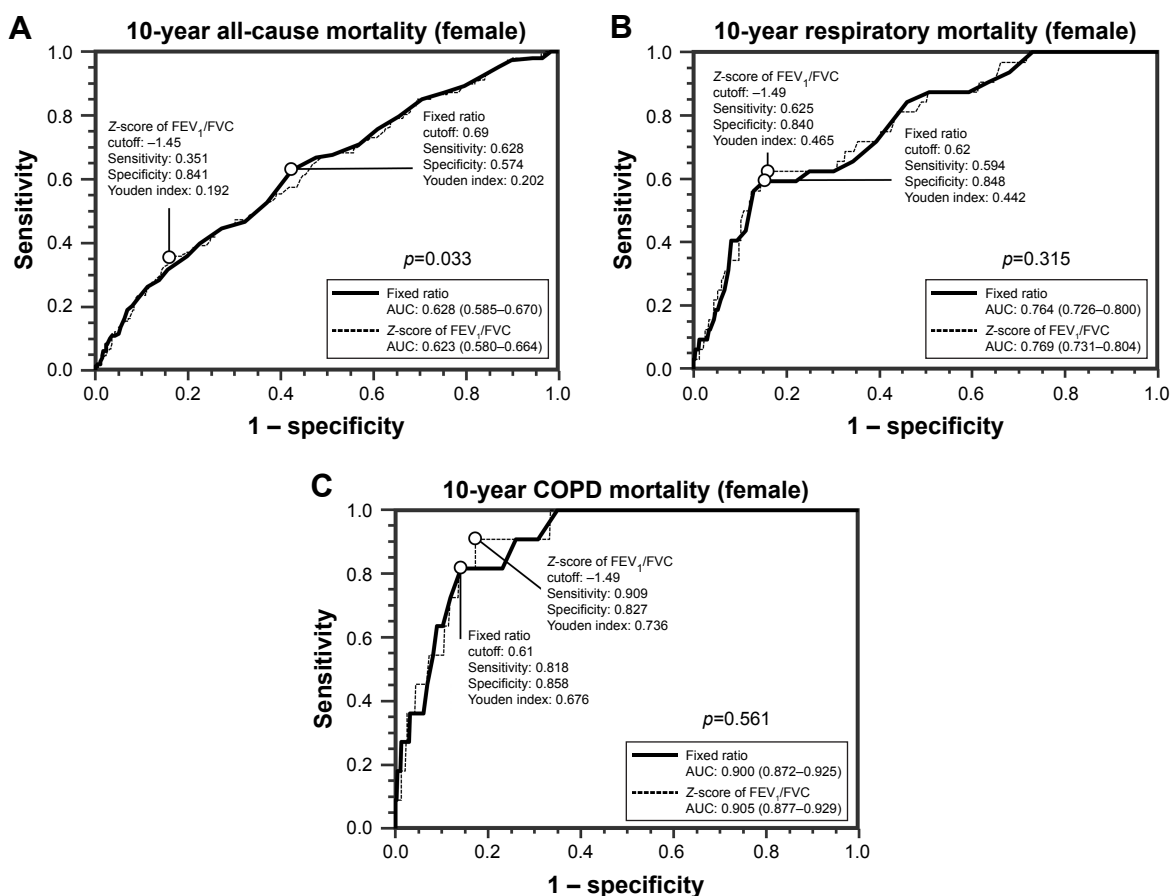 A
10-year all-cause mortality (female)
Sensitivity
1.0
0.8
0.6
0.4
0.2
0.0
Z-score of FEV1/FVC
cutoff: –1.45
Sensitivity: 0.351
Specificity: 0.841
Youden index: 0.192
Fixed ratio
cutoff: 0.69
Sensitivity: 0.628
Specificity: 0.574
Youden index: 0.202
p=0.033
Fixed ratio
AUC: 0.628 (0.585–0.670)
Z-score of FEV1/FVC
AUC: 0.623 (0.580–0.664)
0.0 0.2 0.4 0.6 0.8 1.0
1 – specificity
B
10-year respiratory mortality (female)
Sensitivity
1.0
0.8
0.6
0.4
0.2
0.0
Z-score of FEV1/FVC
cutoff: –1.49
Sensitivity: 0.625
Specificity: 0.840
Youden index: 0.465
Fixed ratio
cutoff: 0.62
Sensitivity: 0.594
Specificity: 0.848
Youden index: 0.442
p=0.315
Fixed ratio
AUC: 0.764 (0.726–0.800)
Z-score of FEV1/FVC
AUC: 0.769 (0.731–0.804)
0.0 0.2 0.4 0.6 0.8 1.0
1 – specificity
C
10-year COPD mortality (female)
Sensitivity
1.0
0.8
0.6
0.4
0.2
0.0
Z-score of FEV1/FVC
cutoff: –1.49
Sensitivity: 0.909
Specificity: 0.827
Youden index: 0.736
Fixed ratio
cutoff: 0.61
Sensitivity: 0.818
Specificity: 0.858
Youden index: 0.676
p=0.561
Fixed ratio
AUC: 0.900 (0.872–0.925)
Z-score of FEV1/FVC
AUC: 0.905 (0.877–0.929)
0.0 0.2 0.4 0.6 0.8 1.0
1 – specificity